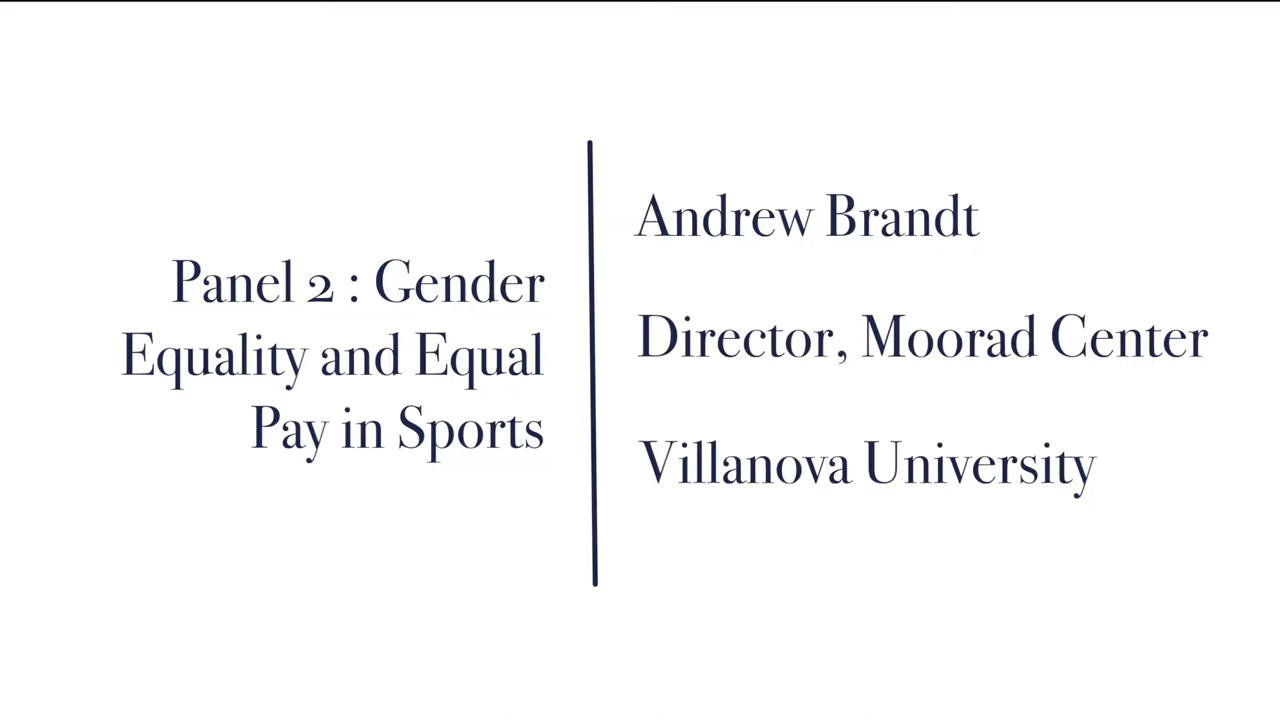 Panel 2 : Gender
Equality and Equal
Pay in Sports
Andrew Brandt
Director, Moorad Center
Villanova University